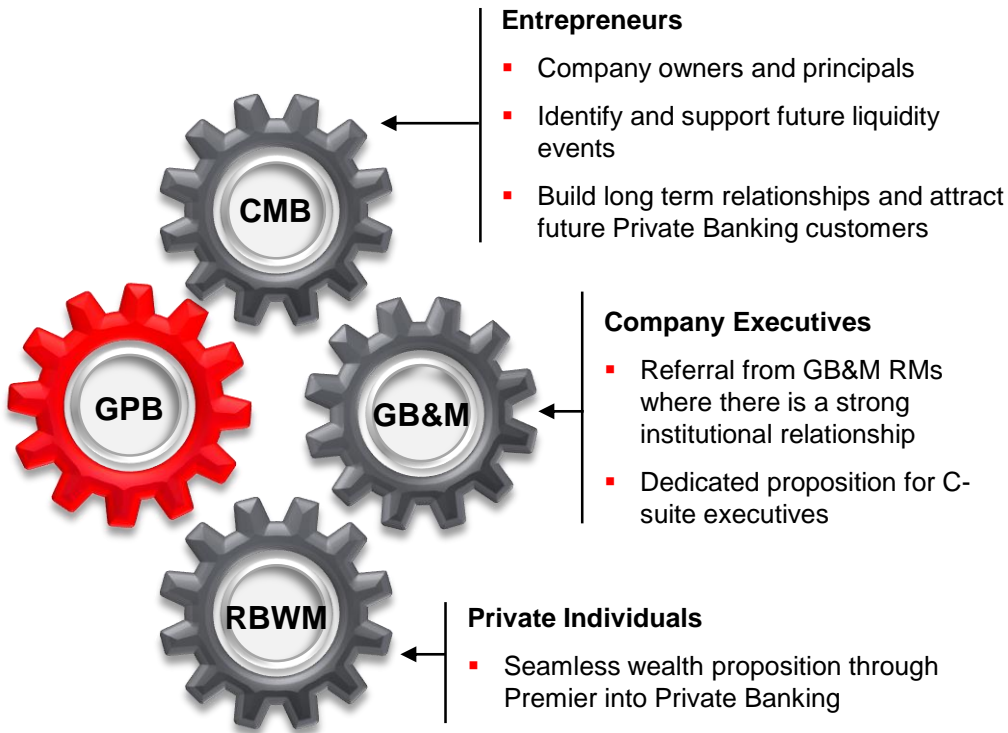 Entrepreneurs
▪ Company owners and principals
▪ Identify and support future liquidity
events
▪ Build long term relationships and attract
future Private Banking customers
CMB
Company Executives
▪ Referral from GB&M RMs
where there is a strong
institutional relationship
▪ Dedicated proposition for C-
suite executives
GPB
GB&M
RBWM
Private Individuals
▪ Seamless wealth proposition through
Premier into Private Banking